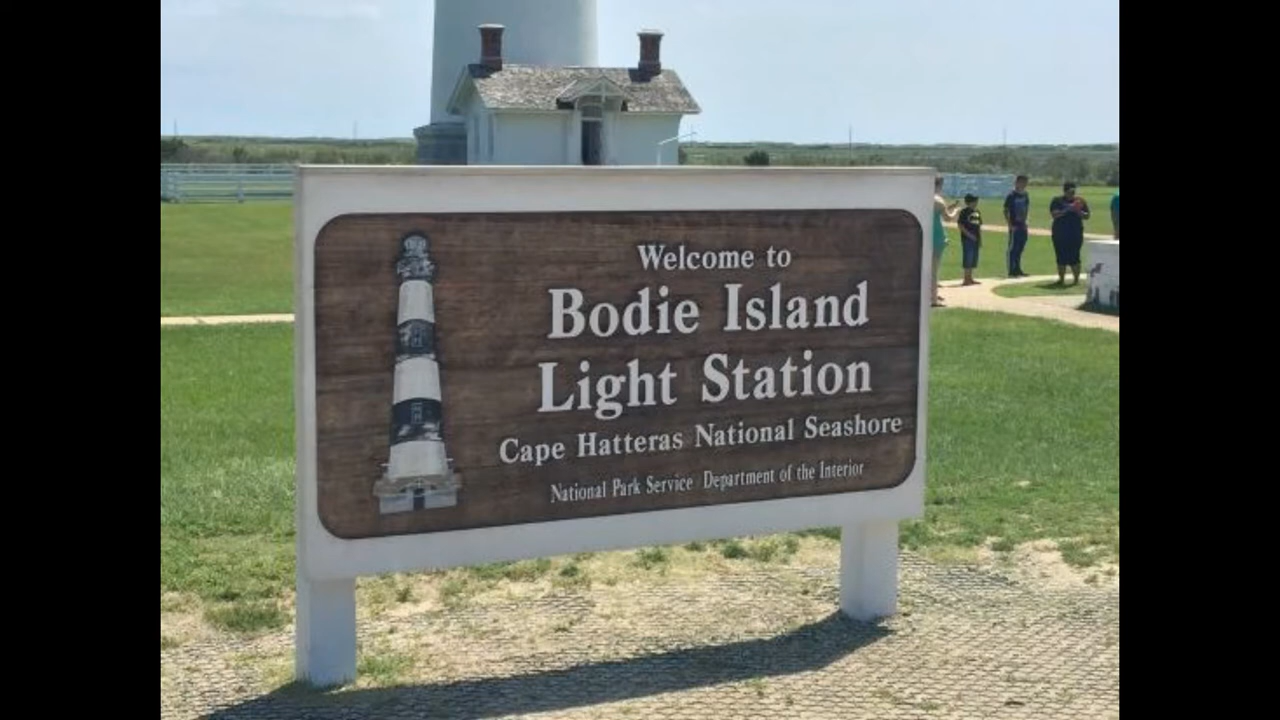 Welcome to
Bodie Island
Light Station
Cape Hatteras National Seashore
National Park Service Department of the Interior